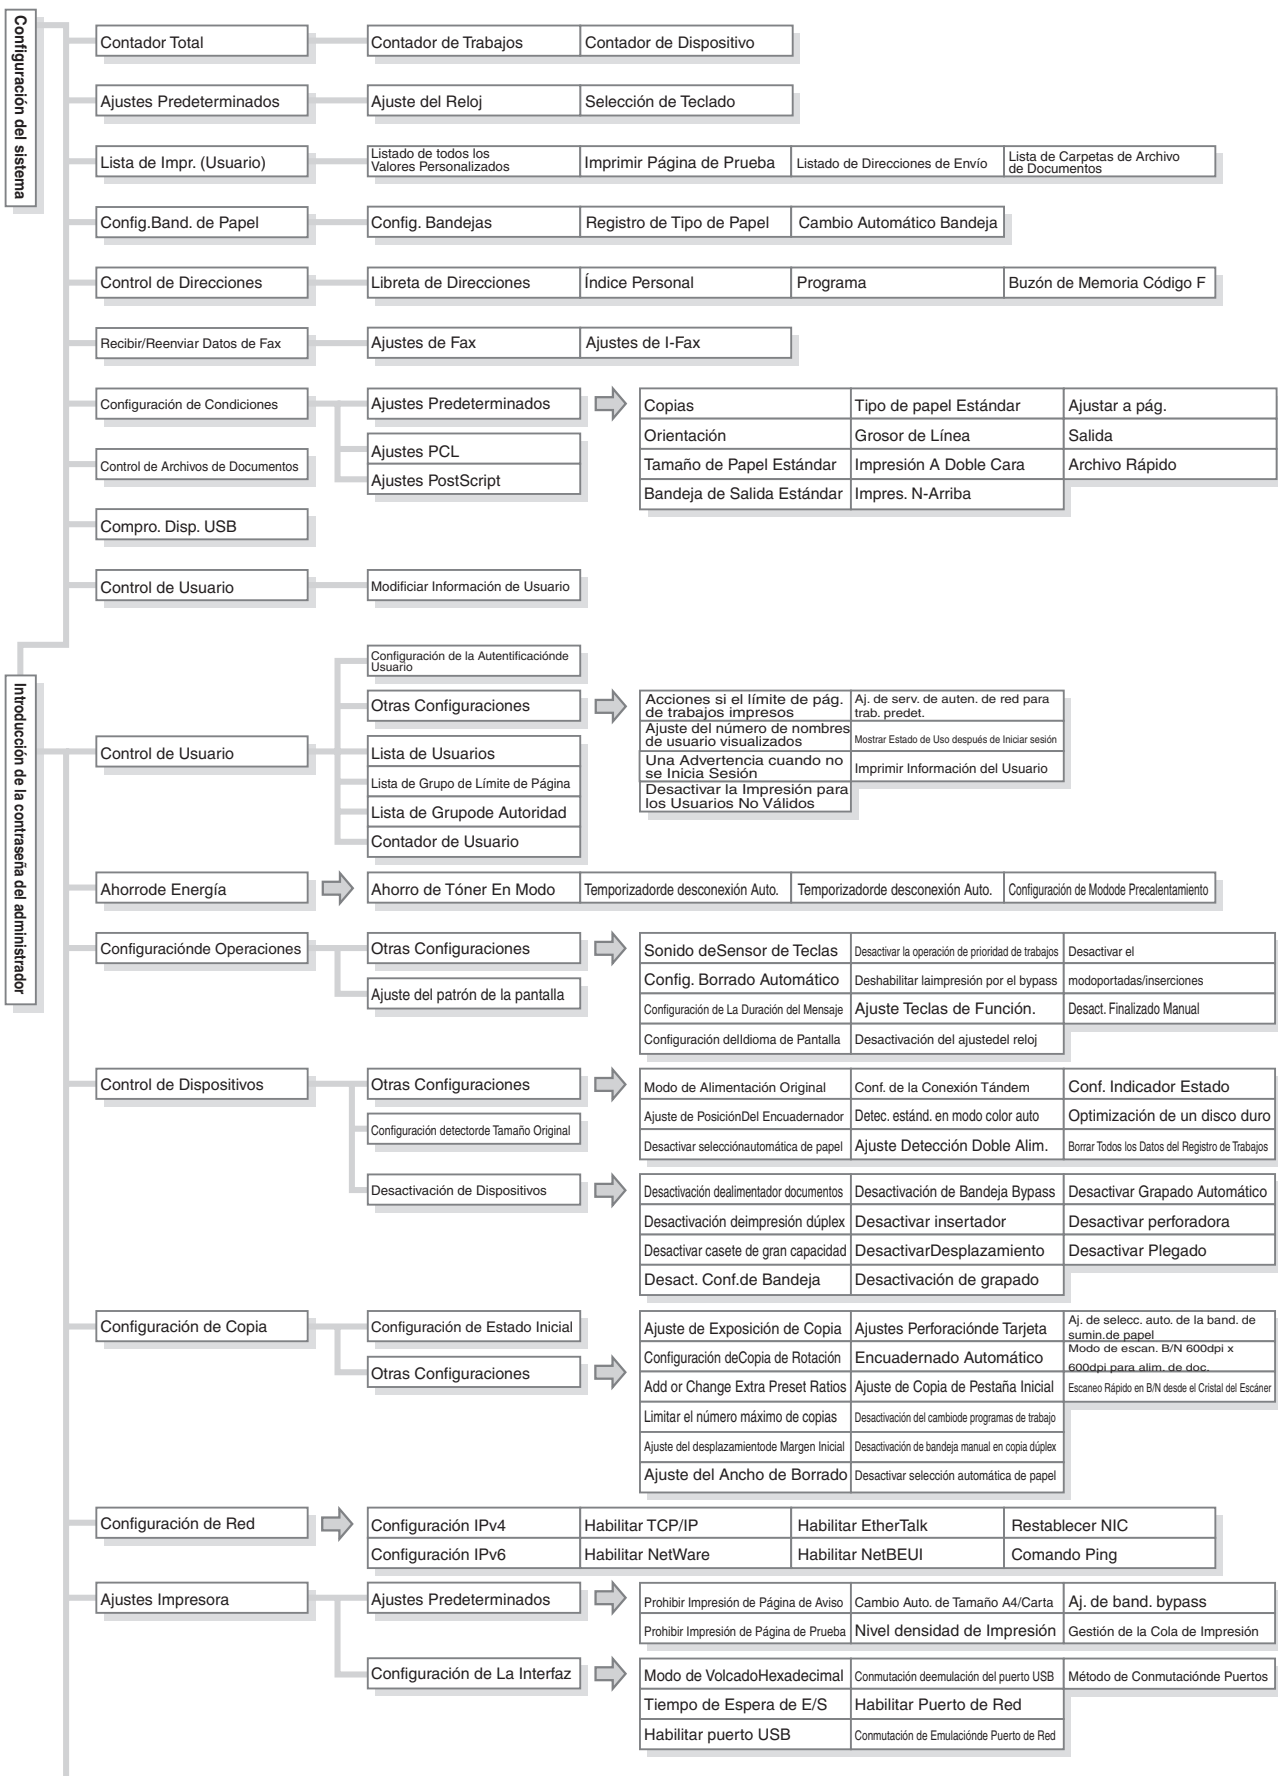 Configuración del sistema
Contador Total
Contador de Trabajos
Contador de Dispositivo
Ajustes Predeterminados
Ajuste del Reloj
Selección de Teclado
Lista de Impr. (Usuario)
Listado de todos los
Valores Personalizados
Imprimir Página de Prueba
Listado de Direcciones de Envío
Lista de Carpetas de Archivo
de Documentos
Config.Band. de Papel
Config. Bandejas
Registro de Tipo de Papel
Cambio Automático Bandeja
Control de Direcciones
Libreta de Direcciones
Índice Personal
Programa
Buzón de Memoria Código F
Recibir/Reenviar Datos de Fax
Ajustes de Fax
Ajustes de I-Fax
Configuración de Condiciones
Ajustes Predeterminados
Copias
Tipo de papel Estándar
Ajustar a pág.
Orientación
Grosor de Línea
Salida
Ajustes PCL
Control de Archivos de Documentos
Tamaño de Papel Estándar
Impresión A Doble Cara
Archivo Rápido
Ajustes PostScript
Bandeja de Salida Estándar
Impres. N-Arriba
Compro. Disp. USB
Control de Usuario
Modificiar Información de Usuario
Introducción de la contraseña del administrador
Control de Usuario
Configuración de la Autentificaciónde
Usuario
Otras Configuraciones
Acciones si el límite de pág.
de trabajos impresos
Aj. de serv. de auten. de red para
trab. predet.
Ajuste del número de nombres
de usuario visualizados
Mostrar Estado de Uso después de Iniciar sesión
Una Advertencia cuando no
se Inicia Sesión
Imprimir Información del Usuario
Desactivar la Impresión para
los Usuarios No Válidos
Lista de Usuarios
Lista de Grupo de Límite de Página
Lista de Grupode Autoridad
Contador de Usuario
Ahorrode Energía
Ahorro de Tóner En Modo
Temporizadorde desconexión Auto.
Temporizadorde desconexión Auto.
Configuración de Modode Precalentamiento
Configuraciónde Operaciones
Otras Configuraciones
Sonido deSensor de Teclas
Desactivar la operación de prioridad de trabajos
Desactivar el
Config. Borrado Automático
Deshabilitar laimpresión por el bypass
modoportadas/inserciones
Ajuste del patrón de la pantalla
Configuración de La Duración del Mensaje
Ajuste Teclas de Función.
Desact. Finalizado Manual
Configuración delIdioma de Pantalla
Desactivación del ajustedel reloj
Control de Dispositivos
Otras Configuraciones
Modo de Alimentación Original
Conf. de la Conexión Tándem
Conf. Indicador Estado
Ajuste de PosiciónDel Encuadernador
Detec. estánd. en modo color auto
Optimización de un disco duro
Configuración detectorde Tamaño Original
Desactivar selecciónautomática de papel
Ajuste Detección Doble Alim.
Borrar Todos los Datos del Registro de Trabajos
Desactivación de Dispositivos
Desactivación dealimentador documentos
Desactivación de Bandeja Bypass
Desactivar Grapado Automático
Desactivación deimpresión dúplex
Desactivar insertador
Desactivar perforadora
Desactivar casete de gran capacidad
DesactivarDesplazamiento
Desactivar Plegado
Desact. Conf.de Bandeja
Desactivación de grapado
Configuración de Copia
Configuración de Estado Inicial
Otras Configuraciones
Ajuste de Exposición de Copia
Ajustes Perforaciónde Tarjeta
Aj. de selecc. auto. de la band. de
sumin.de papel
Configuración deCopia de Rotación
Encuadernado Automático
Modo de escan. B/N 600dpi x
600dpi para alim. de doc.
Add or Change Extra Preset Ratios
Ajuste de Copia de Pestaña Inicial
Escaneo Rápido en B/N desde el Cristal del Escáner
Limitar el número máximo de copias
Desactivación del cambiode programas de trabajo
Ajuste del desplazamientode Margen Inicial
Desactivación de bandeja manual en copia dúplex
Ajuste del Ancho de Borrado
Desactivar selección automática de papel
Configuración de Red
Configuración IPv4
Habilitar TCP/IP
Habilitar EtherTalk
Restablecer NIC
Configuración IPv6
Habilitar NetWare
Habilitar NetBEUI
Comando Ping
Ajustes Impresora
Ajustes Predeterminados
Prohibir Impresión de Página de Aviso
Cambio Auto. de Tamaño A4/Carta
Aj. de band. bypass
Prohibir Impresión de Página de Prueba
Nivel densidad de Impresión
Gestión de la Cola de Impresión
Configuración de La Interfaz
Modo de VolcadoHexadecimal
Conmutación deemulación del puerto USB
Método de Conmutaciónde Puertos
Tiempo de Espera de E/S
Habilitar Puerto de Red
Habilitar puerto USB
Conmutación de Emulaciónde Puerto de Red